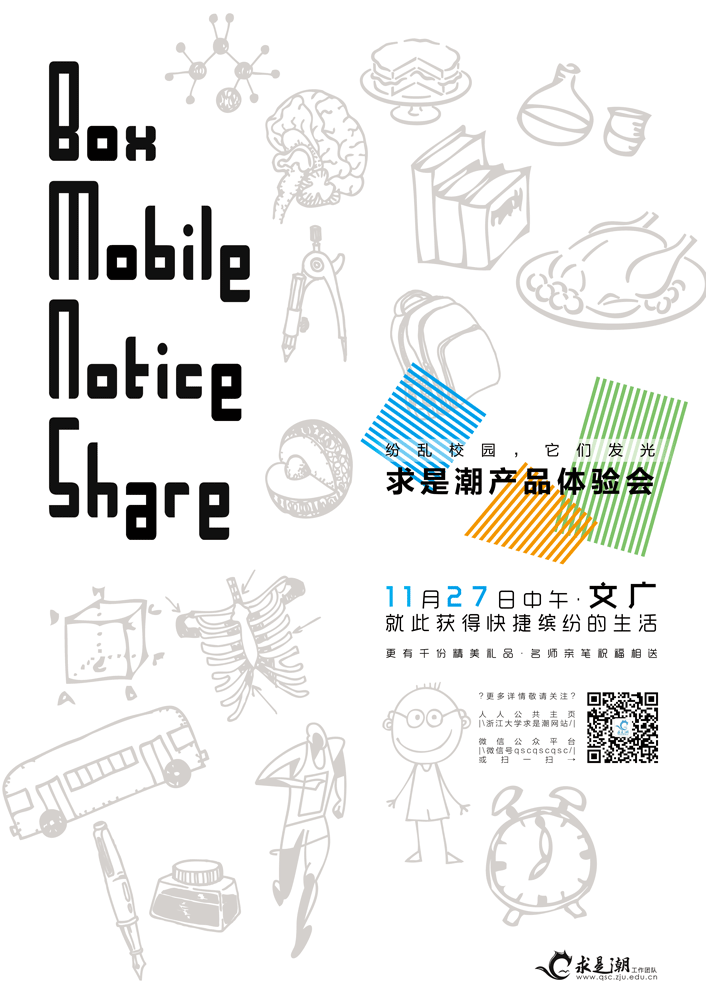 Box
Mobile
Notice
Share
纷乱校园，它们发光
求是潮产品体验会
11月27日中午·文广
就此获得快捷缤纷的生活
更有千份精美礼品·名师亲笔祝福相送
?更多详情敬请关注?
人人公共主页
|\浙江大学求是潮网站/|
微信公众平台
|\微信号qscqscqsc/|
或扫一扫→
求是潮工作团队
www.qsc.zju.edu.cn